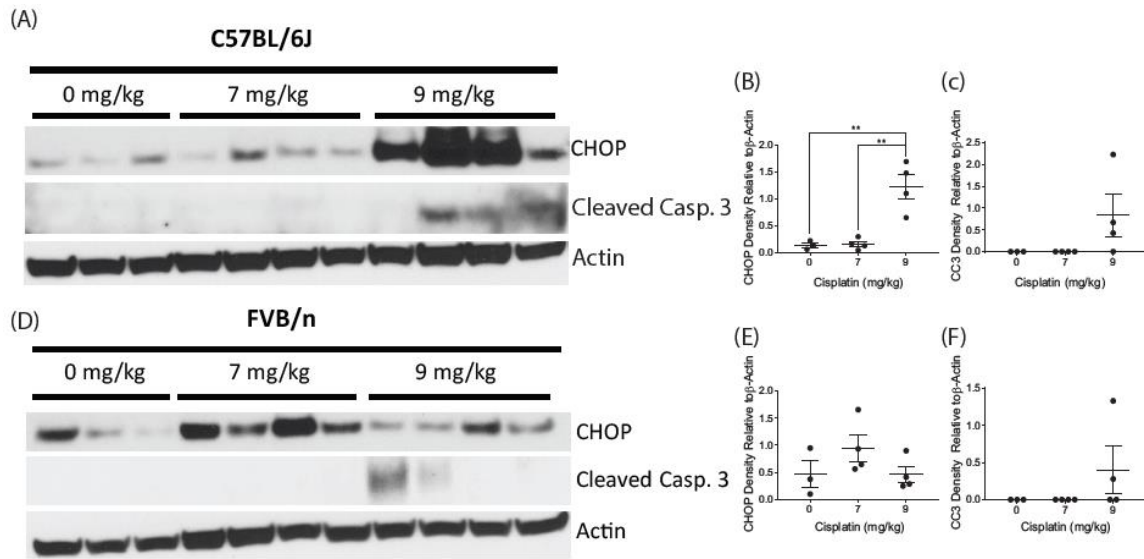 (A)
C57BL/6J
0 mg/kg 7 mg/kg 9 mg/kg
CHOP
Cleaved Casp. 3
Actin
(B)
**
**
CHOP Density Relative toβ-Actin
2.0
1.5
1.0
0.5
0.0
0 7 9
Cisplatin (mg/kg)
(c)
CC3 Density Relative toβ-Actin
2.5
2.0
1.5
1.0
0.5
0.0
0 7 9
Cisplatin (mg/kg)
(D)
FVB/n
0 mg/kg 7 mg/kg 9 mg/kg
CHOP
Cleaved Casp. 3
Actin
(E)
CHOP Density Relative toβ-Actin
2.0
1.5
1.0
0.5
0.0
0 7 9
Cisplatin (mg/kg)
(F)
CC3 Density Relative toβ-Actin
1.5
1.0
0.5
0.0
0 7 9
Cisplatin (mg/kg)